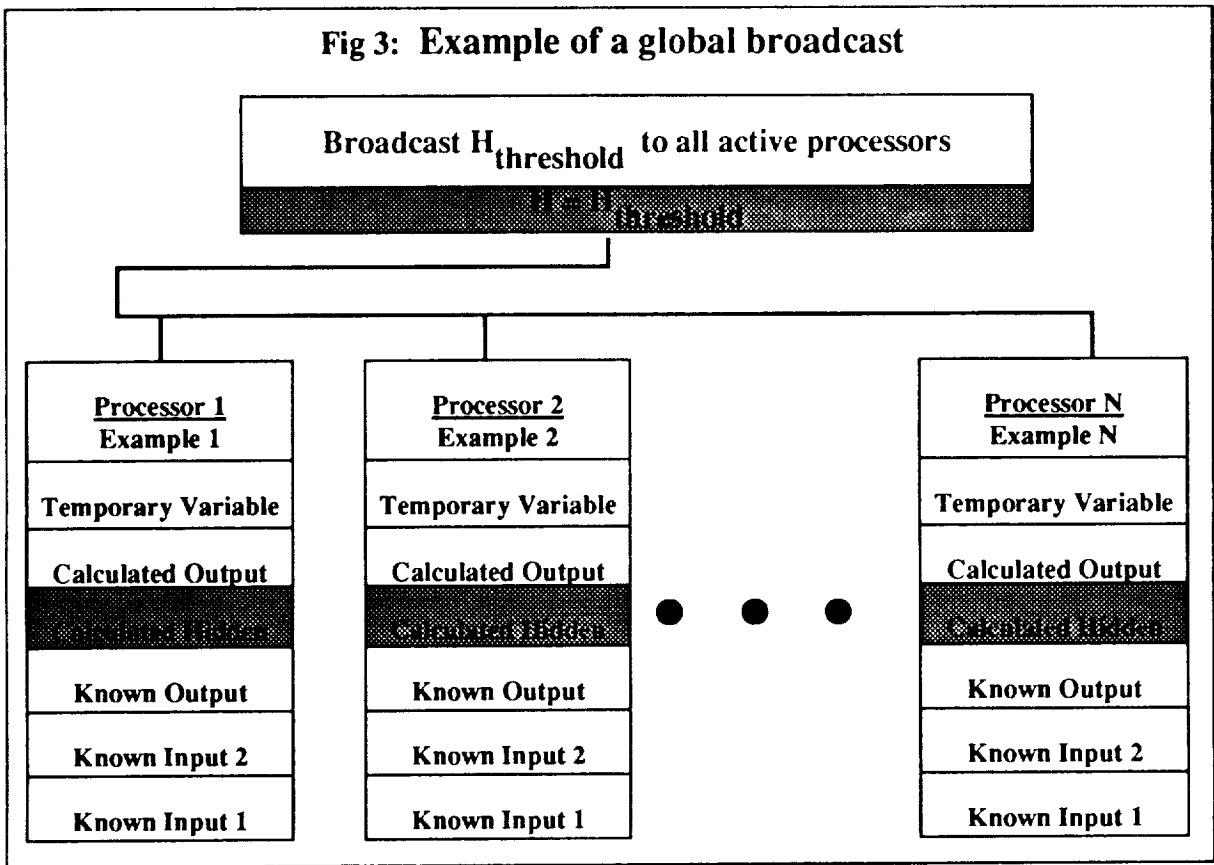 Fig 3: Example of a global broadcast
Broadcast H threshold to all active processors
H = H threshold
Processor 1
Example 1
Temporary Variable
Calculated Output
Calculated Hidden
Known Output
Known Input 2
Known Input 1
Processor 2
Example 2
Temporary Variable
Calculated Output
Calculated Hidden
Known Output
Known Input 2
Known Input 1
Processor N
Example N
Temporary Variable
Calculated Output
Calculated Hidden
Known Output
Known Input 2
Known Input 1